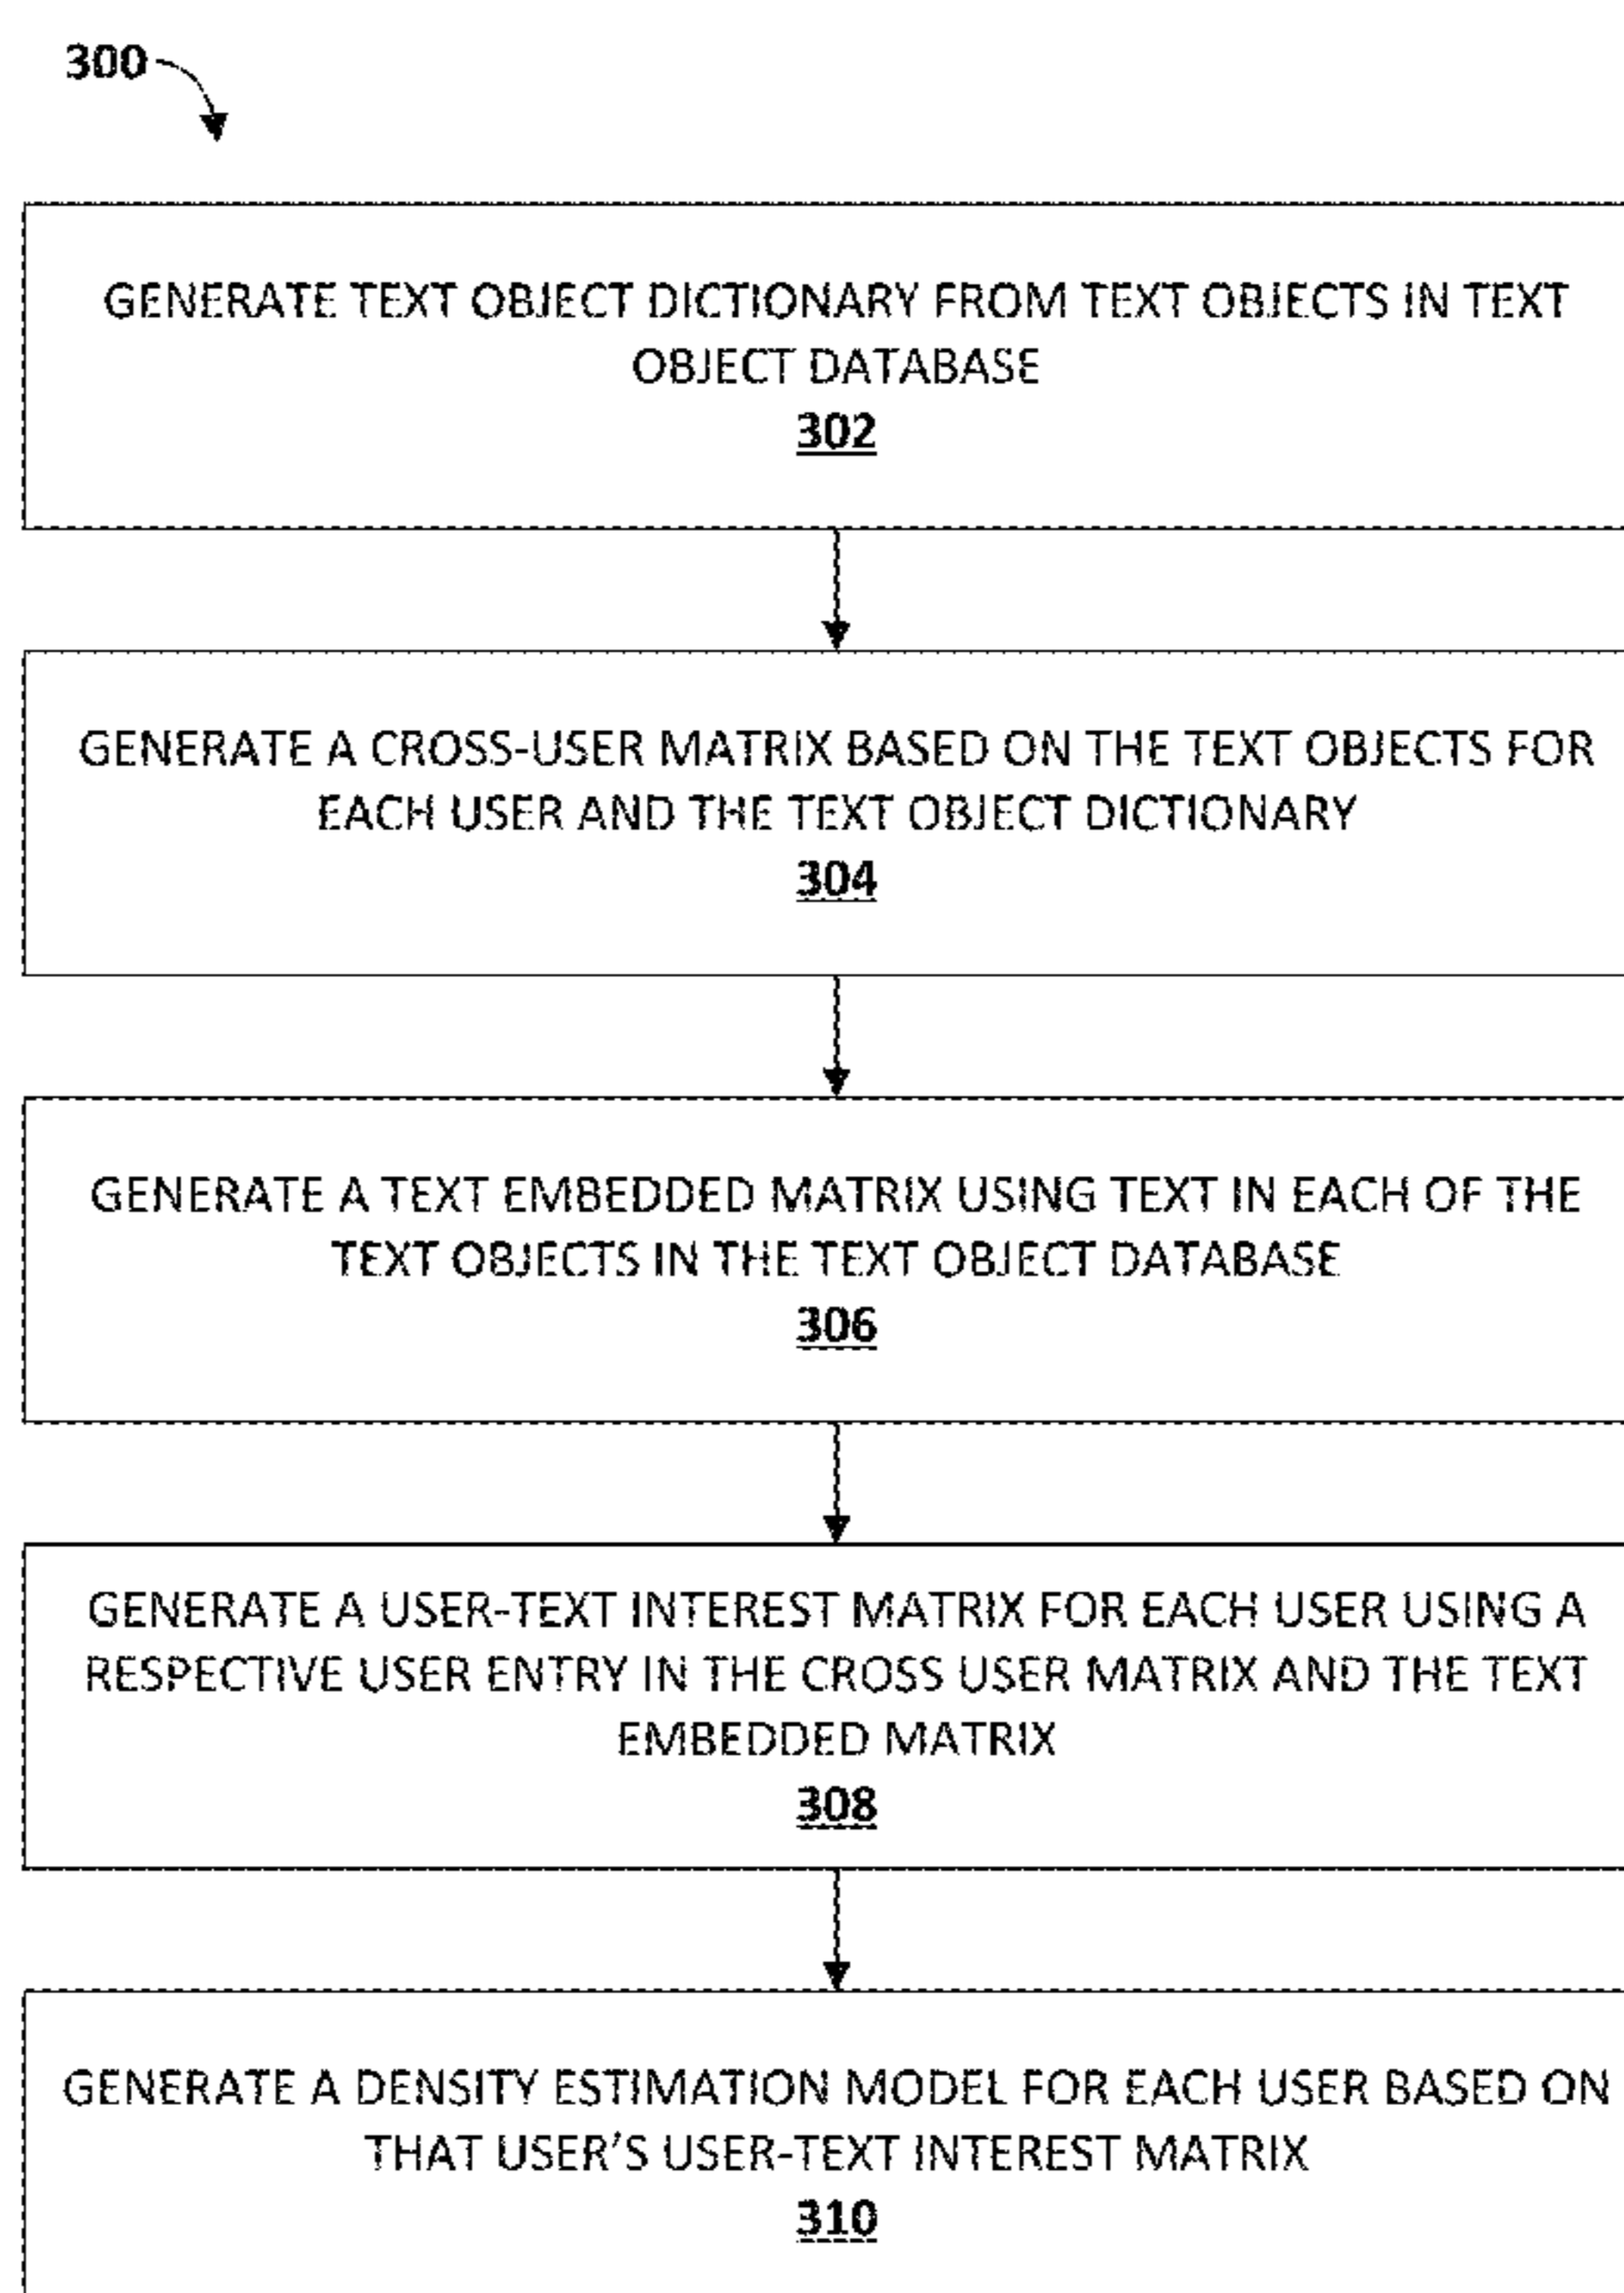 300
GENERATE TEXT OBJECT DICTIONARY FROM TEXT OBJECTS IN TEXT
OBJECT DATABASE
302
GENERATE A CROSS-USER MATRIX BASED ON THE TEXT OBJECTS FOR
EACH USER AND THE TEXT OBJECT DICTIONARY
304
GENERATE A TEXT EMBEDDED MATRIX USING TEXT IN EACH OF THE
TEXT OBJECTS IN THE TEXT OBJECT DATABASE
306
GENERATE A USER-TEXT INTEREST MATRIX FOR EACH USER USING A
RESPECTIVE USER ENTRY IN THE CROSS USER MATRIX AND THE TEXT
EMBEDDED MATRIX
308
GENERATE A DENSITY ESTIMATION MODEL FOR EACH USER BASED ON
THAT USER'S USER-TEXT INTEREST MATRIX
310